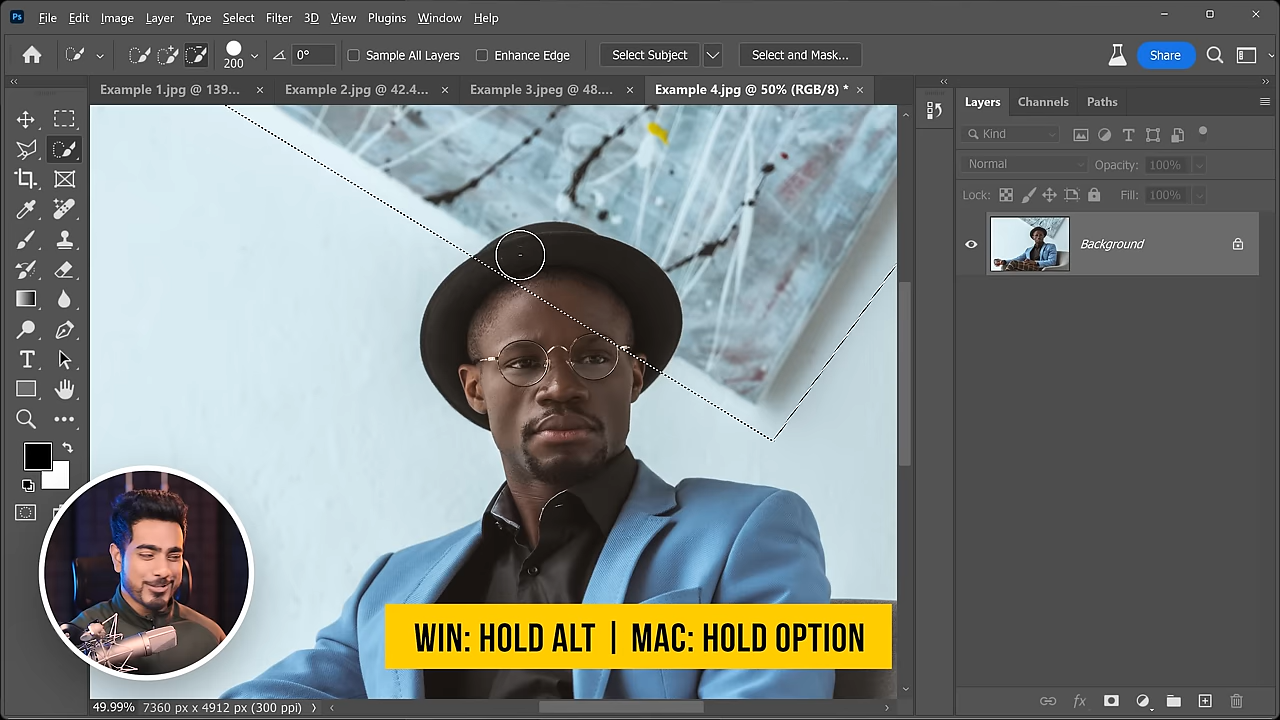 Ps File Edit Image Layer Type Select Filter 3D View Plugins Window Help
200 0° Sample All Layers Enhance Edge Select Subject Select and Mask... Share
Example 1.jpg @ 139... × Example 2.jpg @ 42.4... × Example 3.jpeg @ 48.... × Example 4.jpg @ 50% (RGB/8) * ×
Layers Channels Paths
Kind
Normal Opacity: 100%
Lock: Fill: 100%
Background
WIN: HOLD ALT | MAC: HOLD OPTION
49.99% 7360 px x 4912 px (300 ppi)